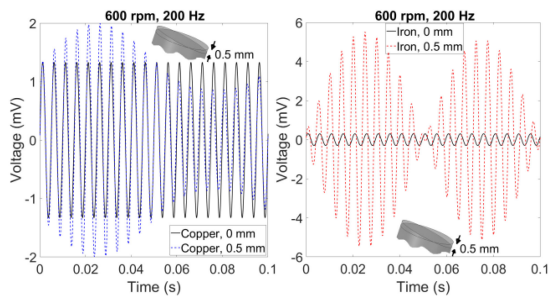 600 rpm, 200 Hz
2
1
0
-1
-2
Voltage (mV)
0.5 mm
Copper, 0 mm
Copper, 0.5 mm
0 0.02 0.04 0.06 0.08 0.1
Time (s)
600 rpm, 200 Hz
6
4
2
0
-2
-4
-6
Voltage (mV)
Iron, 0 mm
Iron, 0.5 mm
0.5 mm
0 0.02 0.04 0.06 0.08 0.1
Time (s)